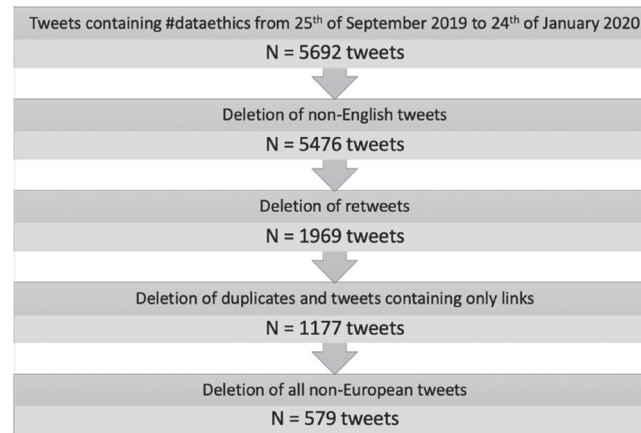 Tweets containing #dataethics from 25th of September 2019 to 24th of January 2020
N = 5692 tweets
Deletion of non-English tweets
N = 5476 tweets
Deletion of retweets
N = 1969 tweets
Deletion of duplicates and tweets containing only links
N = 1177 tweets
Deletion of all non-European tweets
N = 579 tweets